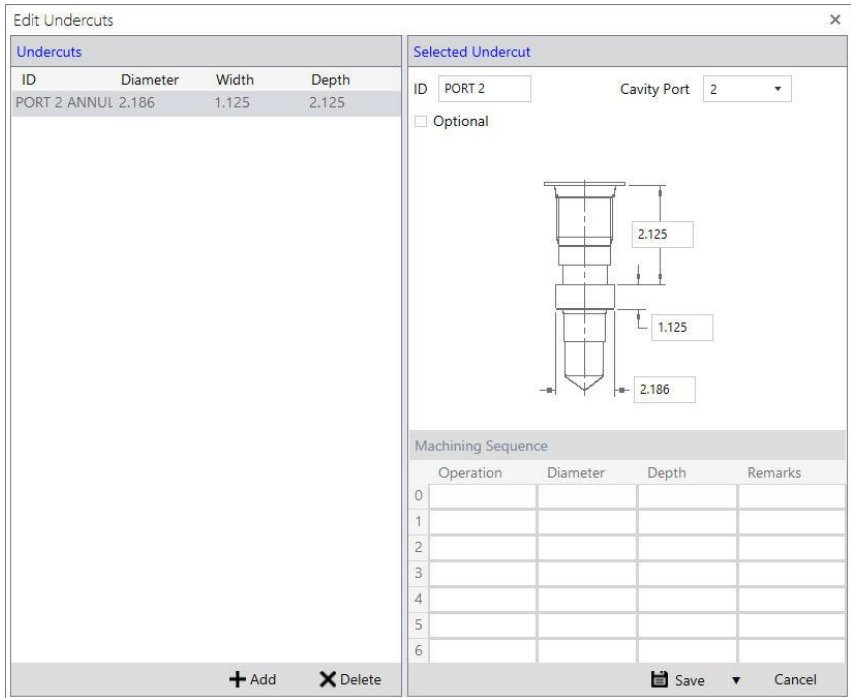 Edit Undercuts
Undercuts
ID Diameter Width Depth
PORT 2 ANNUL 2.186 1.125 2.125
Add Delete
Selected Undercut
ID PORT 2 Cavity Port 2
Optional
2.125
1.125
2.186
Machining Sequence
Operation Diameter Depth Remarks
0
1
2
3
4
5
6
Save Cancel